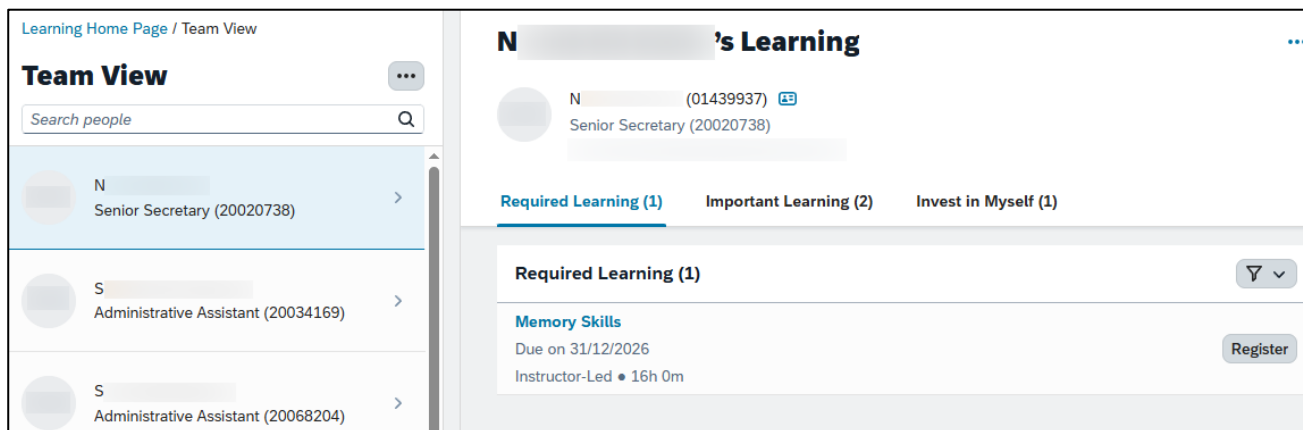 Learning Home Page / Team View
Team View
Search people
N
Senior Secretary (20020738)
S
Administrative Assistant (20034169)
S
Administrative Assistant (20068204)
N 's Learning
N (01439937)
Senior Secretary (20020738)
Required Learning (1) Important Learning (2) Invest in Myself (1)
Required Learning (1)
Memory Skills
Due on 31/12/2026
Register
Instructor-Led ● 16h 0m